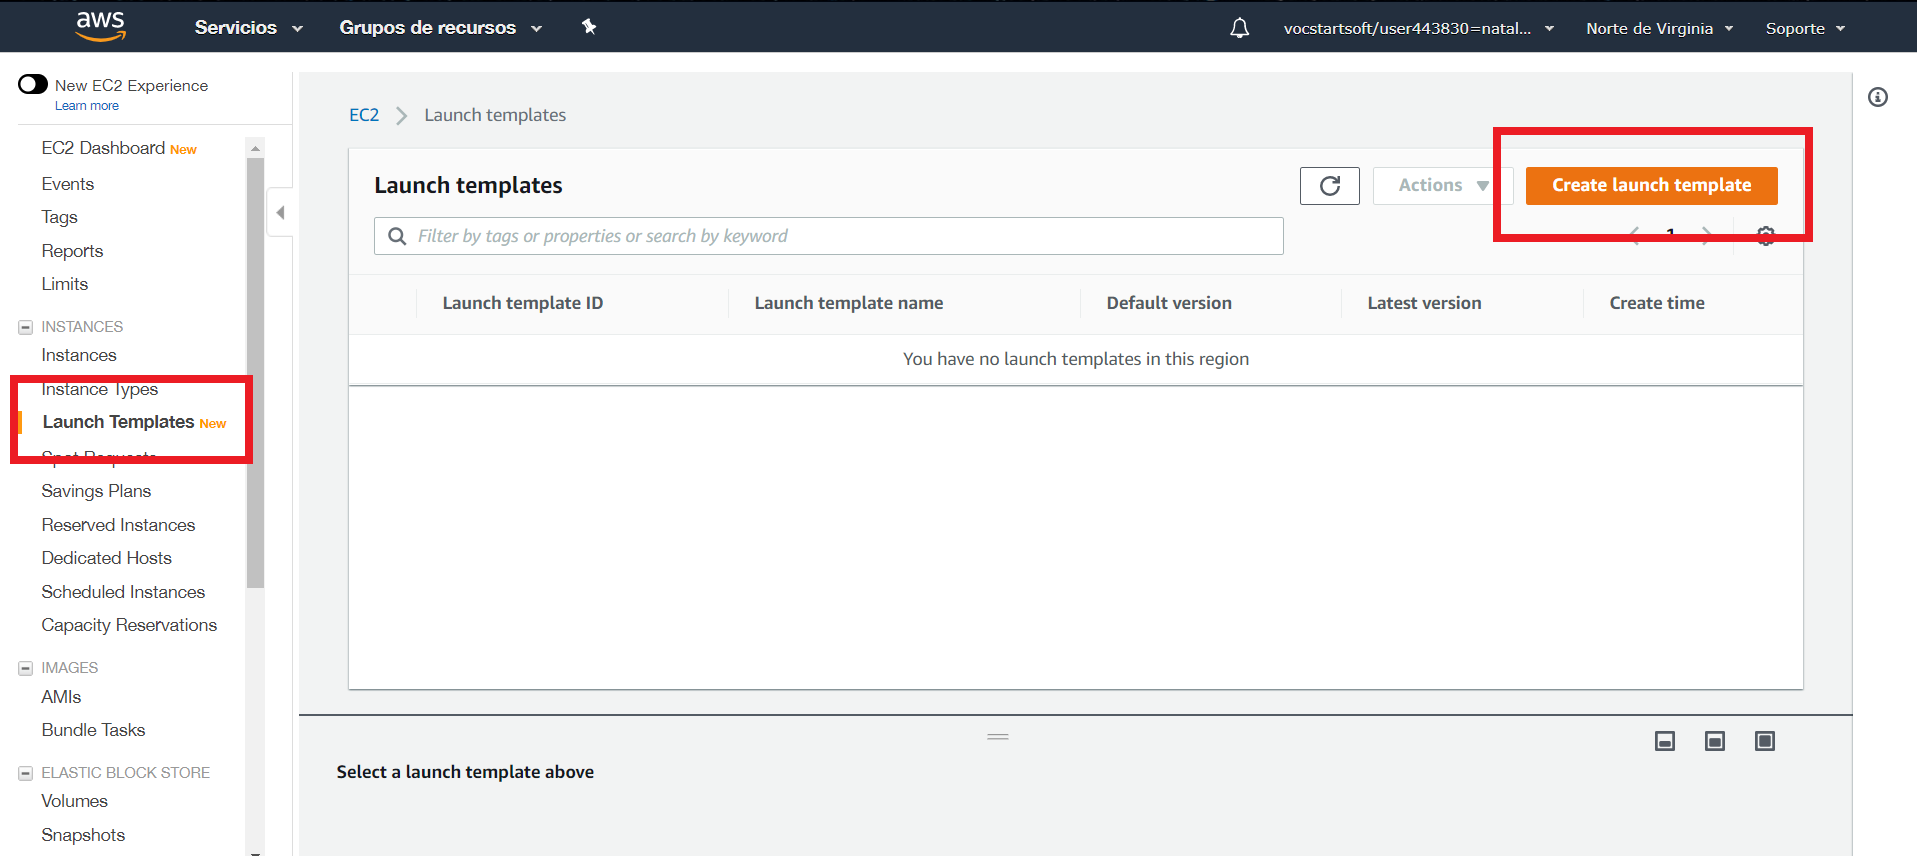 aws Servicios Grupos de recursos vocstartsoft/user443830=natal... Norte de Virginia Soporte
New EC2 Experience
Learn more
EC2 Dashboard New
Events
Tags
Reports
Limits
INSTANCES
Instances
Instance Types
Launch Templates New
Spot Requests
Savings Plans
Reserved Instances
Dedicated Hosts
Scheduled Instances
Capacity Reservations
IMAGES
AMIs
Bundle Tasks
ELASTIC BLOCK STORE
Volumes
Snapshots
EC2 Launch templates
Launch templates Actions Create launch template
Filter by tags or properties or search by keyword 1
Launch template ID Launch template name Default version Latest version Create time
You have no launch templates in this region
Select a launch template above